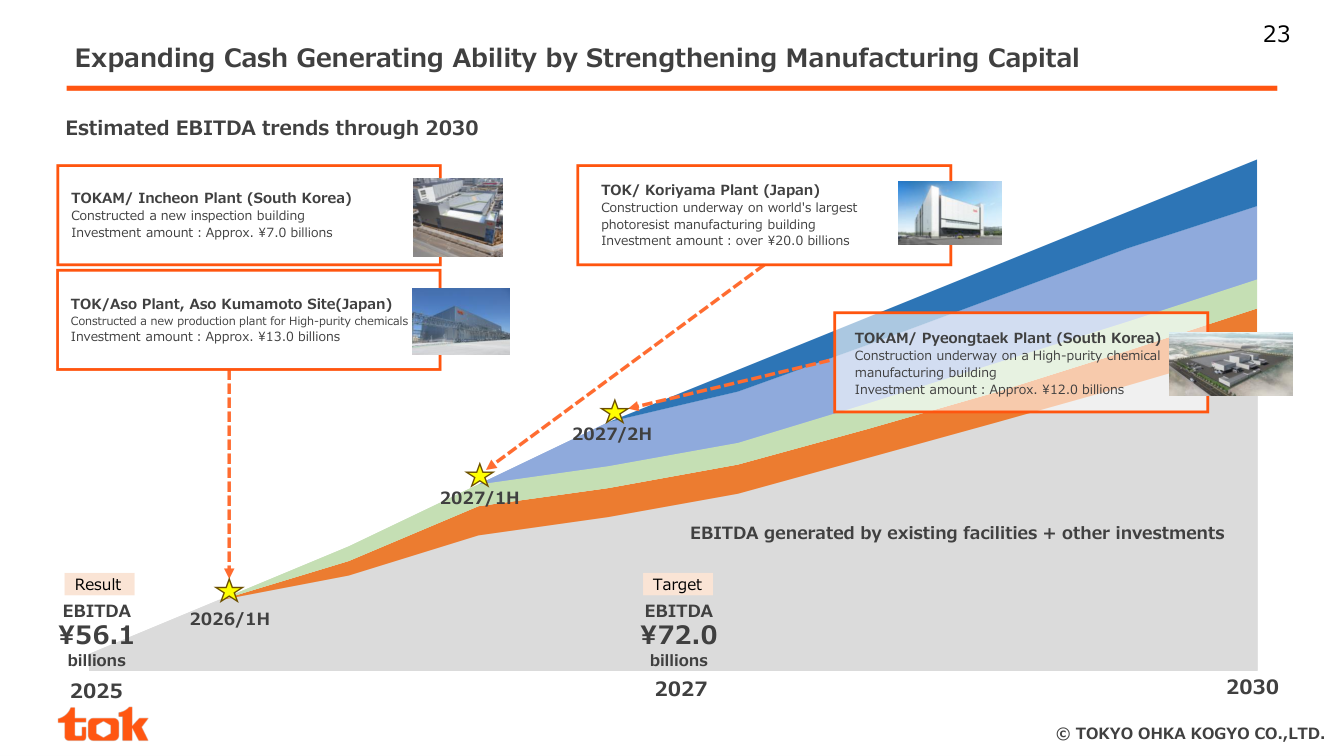 23
Expanding Cash Generating Ability by Strengthening Manufacturing Capital
Estimated EBITDA trends through 2030
TOKAM/ Incheon Plant (South Korea)
Constructed a new inspection building
Investment amount : Approx. ¥7.0 billions
TOK/Aso Plant, Aso Kumamoto Site(Japan)
Constructed a new production plant for High-purity chemicals
Investment amount : Approx. ¥13.0 billions
TOK/ Koriyama Plant (Japan)
Construction underway on world's largest
photoresist manufacturing building
Investment amount : over ¥20.0 billions
TOKAM/ Pyeongtaek Plant (South Korea)
Construction underway on a High-purity chemical
manufacturing building
Investment amount : Approx. ¥12.0 billions
2027/2H
2027/1H
2026/1H
EBITDA generated by existing facilities + other investments
Result
EBITDA
¥56.1
billions
2025
Target
EBITDA
¥72.0
billions
2027
2030
tok
© TOKYO OHKA KOGYO CO.,LTD.